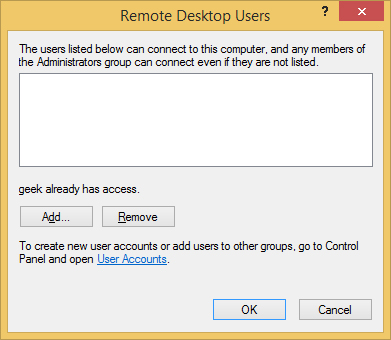 Remote Desktop Users
?
The users listed below can connect to this computer, and any members of
the Administrators group can connect even if they are not listed.
geek already has access.
Add... Remove
To create new user accounts or add users to other groups, go to Control
Panel and open User Accounts.
OK Cancel